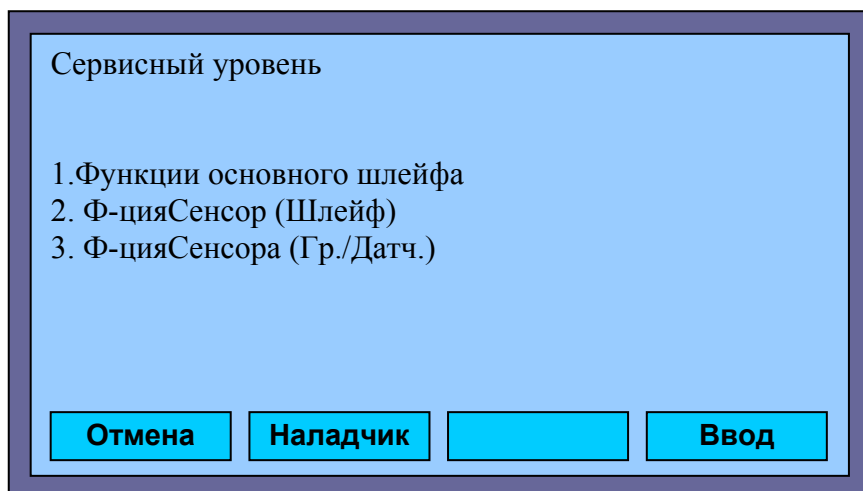 Сервисный уровень
1.Функции основного шлейфа
2. Ф-цияСенсор (Шлейф)
3. Ф-цияСенсора (Гр./Датч.)
Отмена Наладчик Ввод